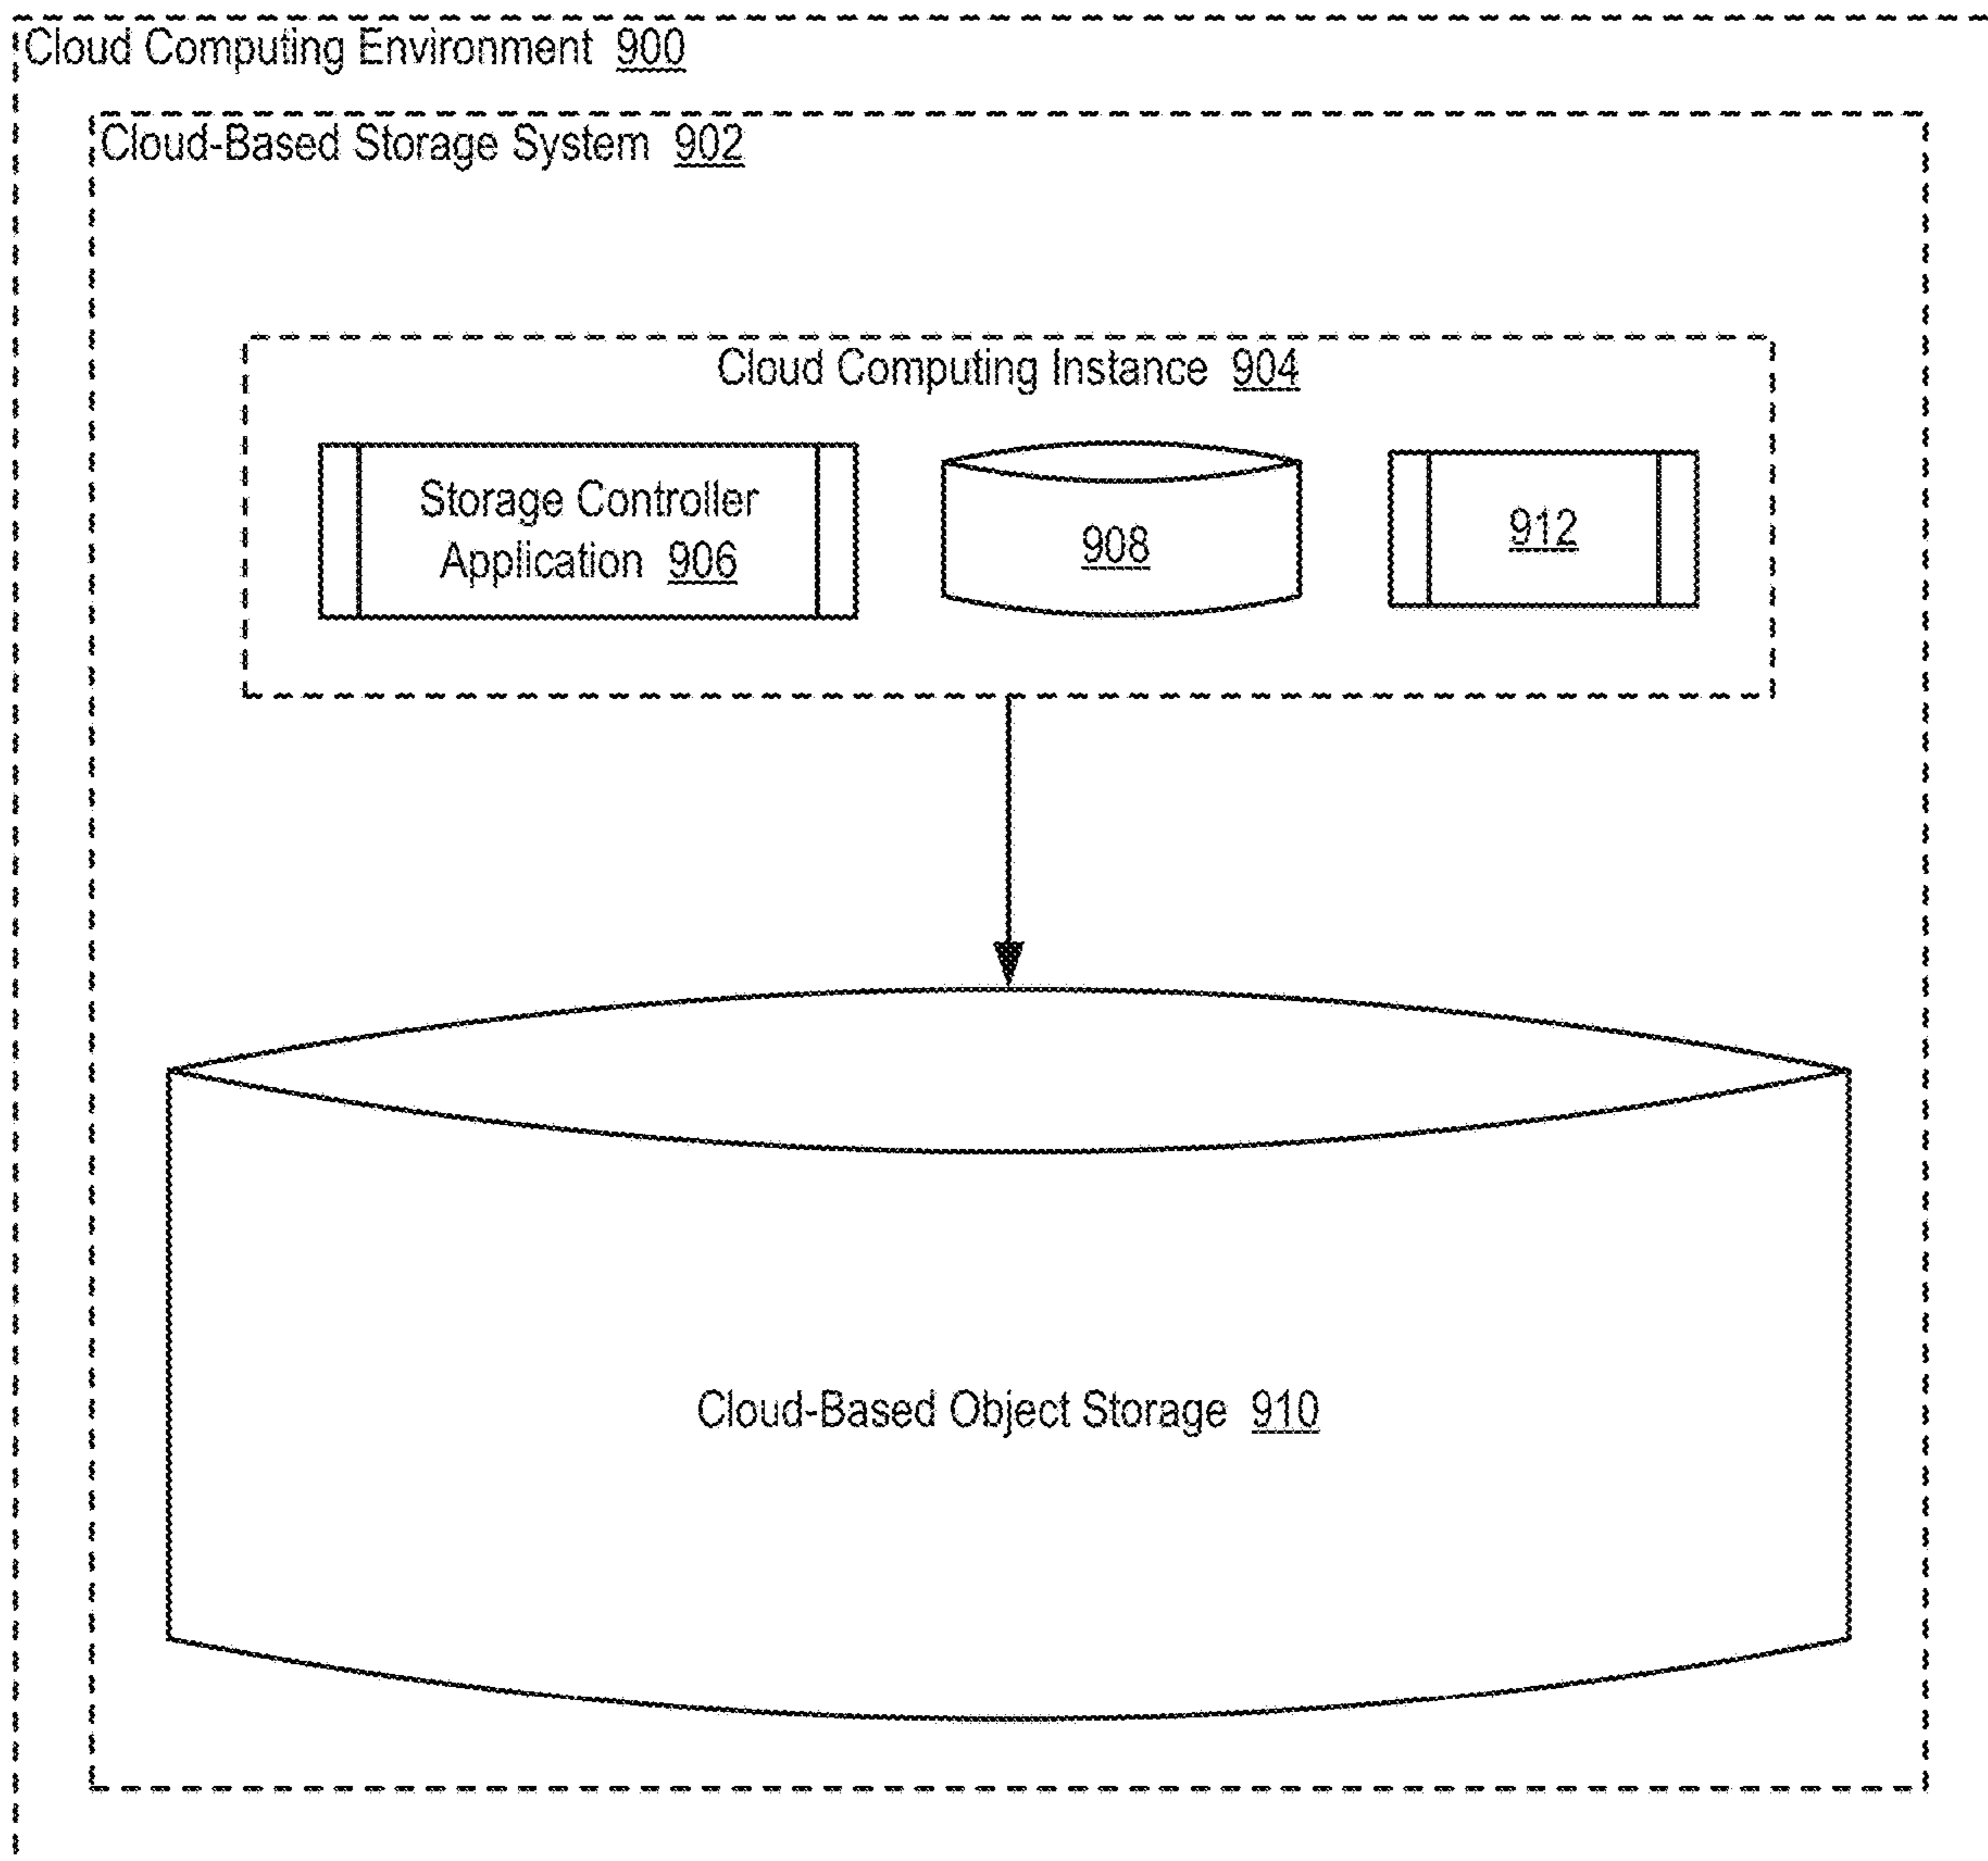 Cloud Computing Environment 900
Cloud-Based Storage System 902
Cloud Computing Instance 904
Storage Controller
Application 906
908
912
Cloud-Based Object Storage 910